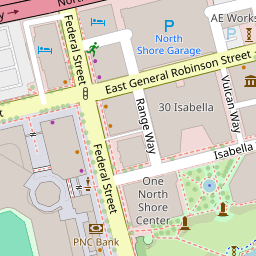 North
AE Works
P
P
North
Shore Garage
Federal Street
East General Robinson Street
Range Way
30 Isabella
Vulcan Way
Isabella
Federal Street
One
North
Shore
Center
PNC Bank